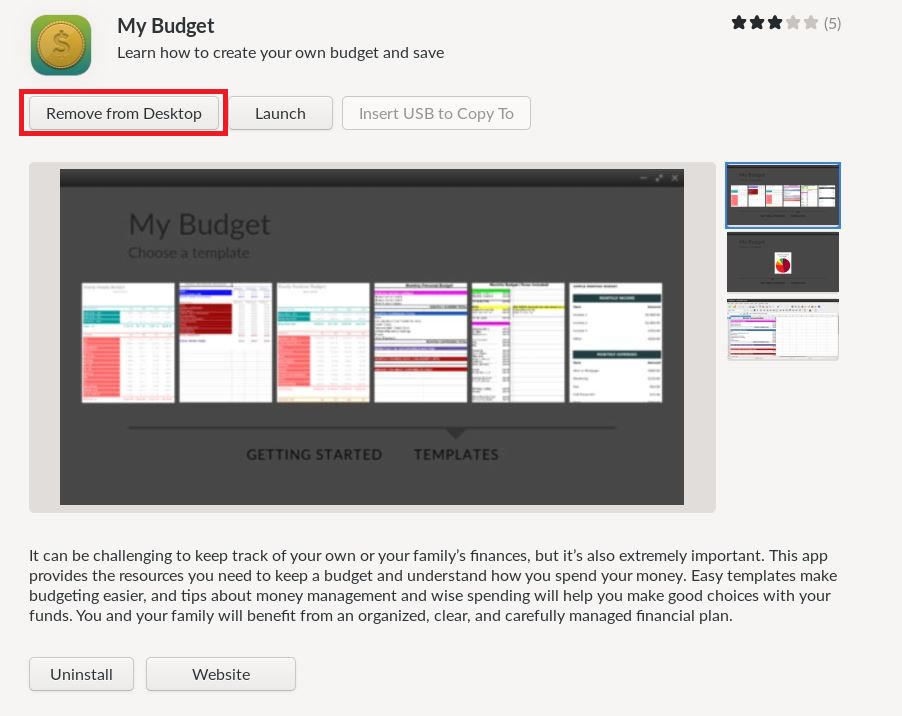 My Budget
(5)
Learn how to create your own budget and save
Remove from Desktop
Launch
Insert USB to Copy To
My Budget
Choose a template
GETTING STARTED
TEMPLATES
It can be challenging to keep track of your own or your family’s finances, but it’s also extremely important. This app
provides the resources you need to keep a budget and understand how you spend your money. Easy templates make
budgeting easier, and tips about money management and wise spending will help you make good choices with your
funds. You and your family will benefit from an organized, clear, and carefully managed financial plan.
Uninstall
Website